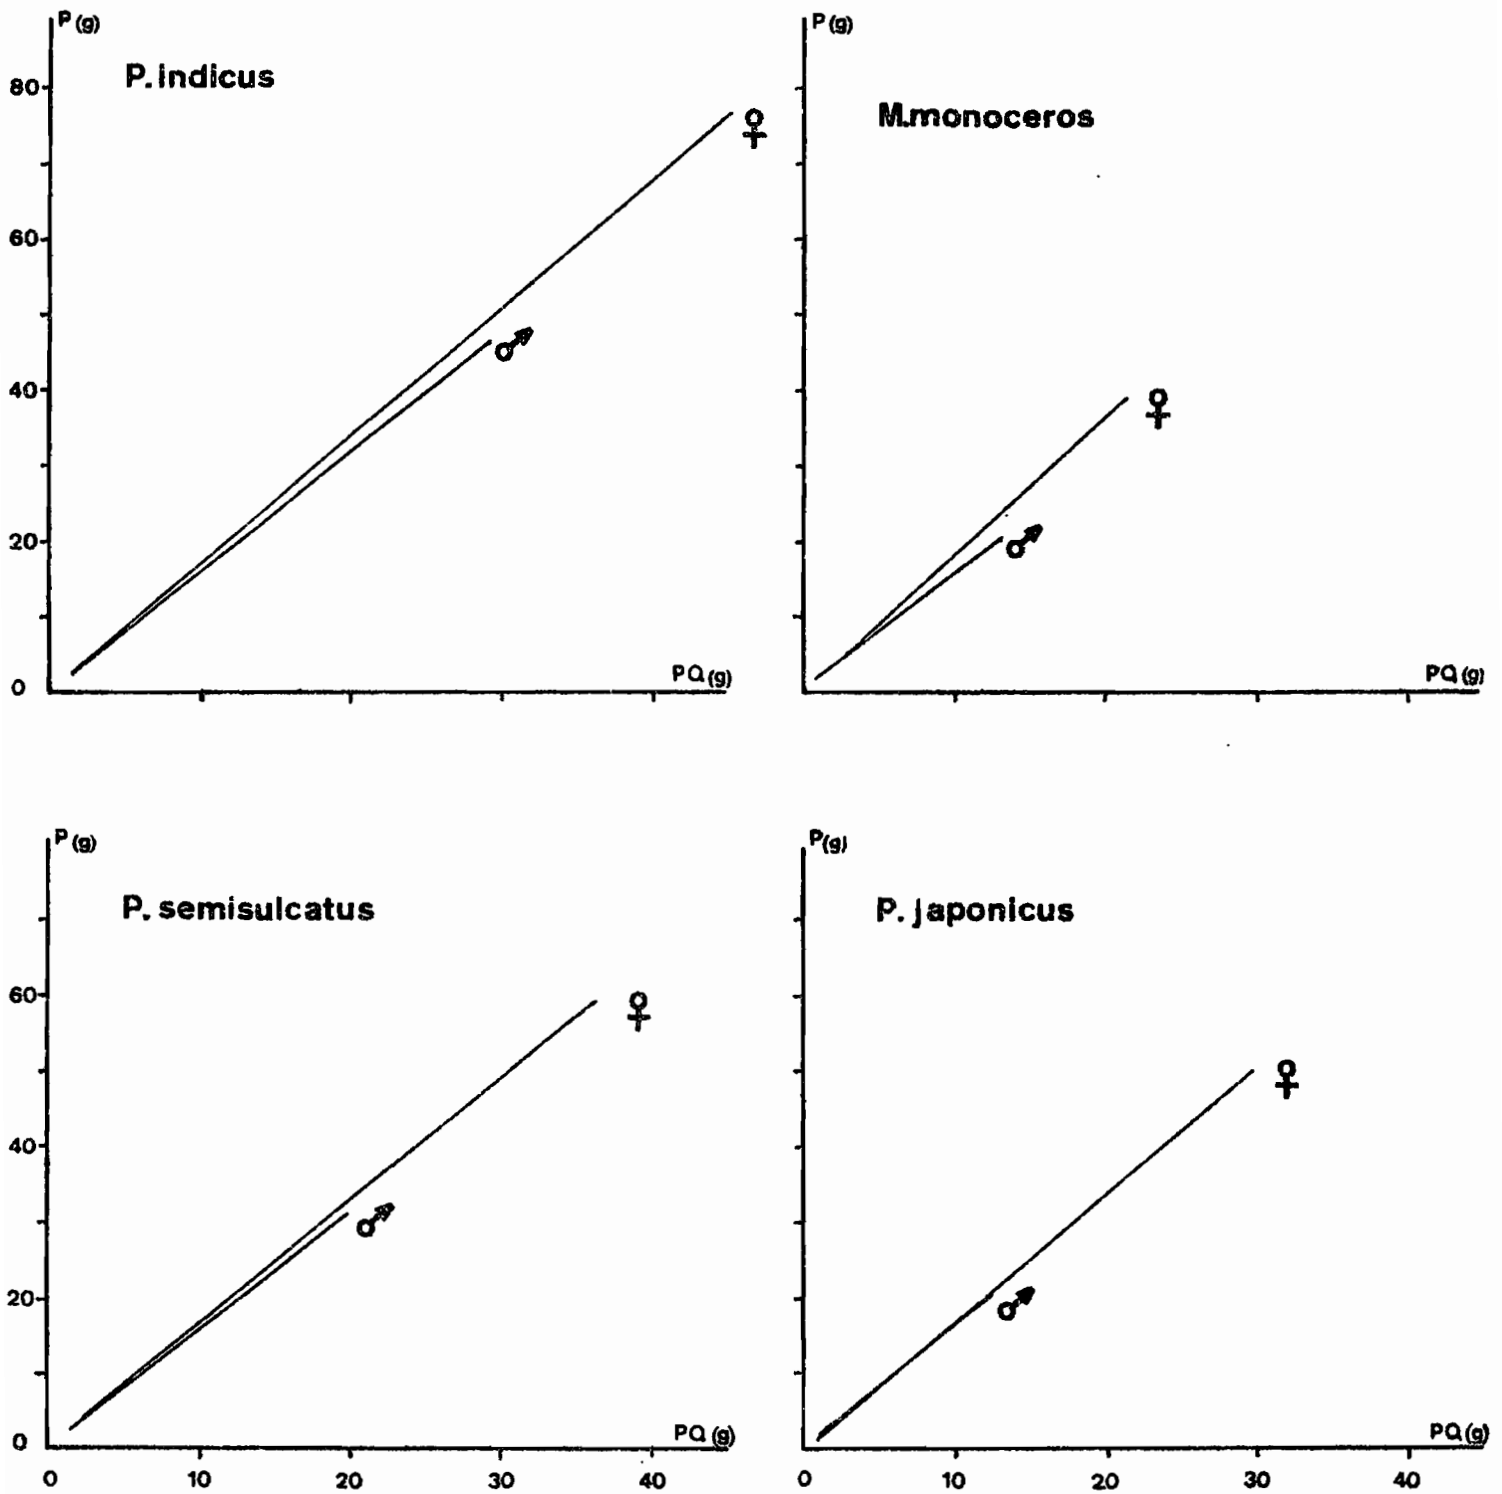 P (g)
P. indicus
♀
♂
80
60
40
20
0
PQ (g)
P (g)
M. monoceros
♀
♂
PQ (g)
P (g)
P. semisulcatus
♀
♂
60
40
20
0
PQ (g)
0 10 20 30 40
P (g)
P. japonicus
♀
♂
PQ (g)
0 10 20 30 40